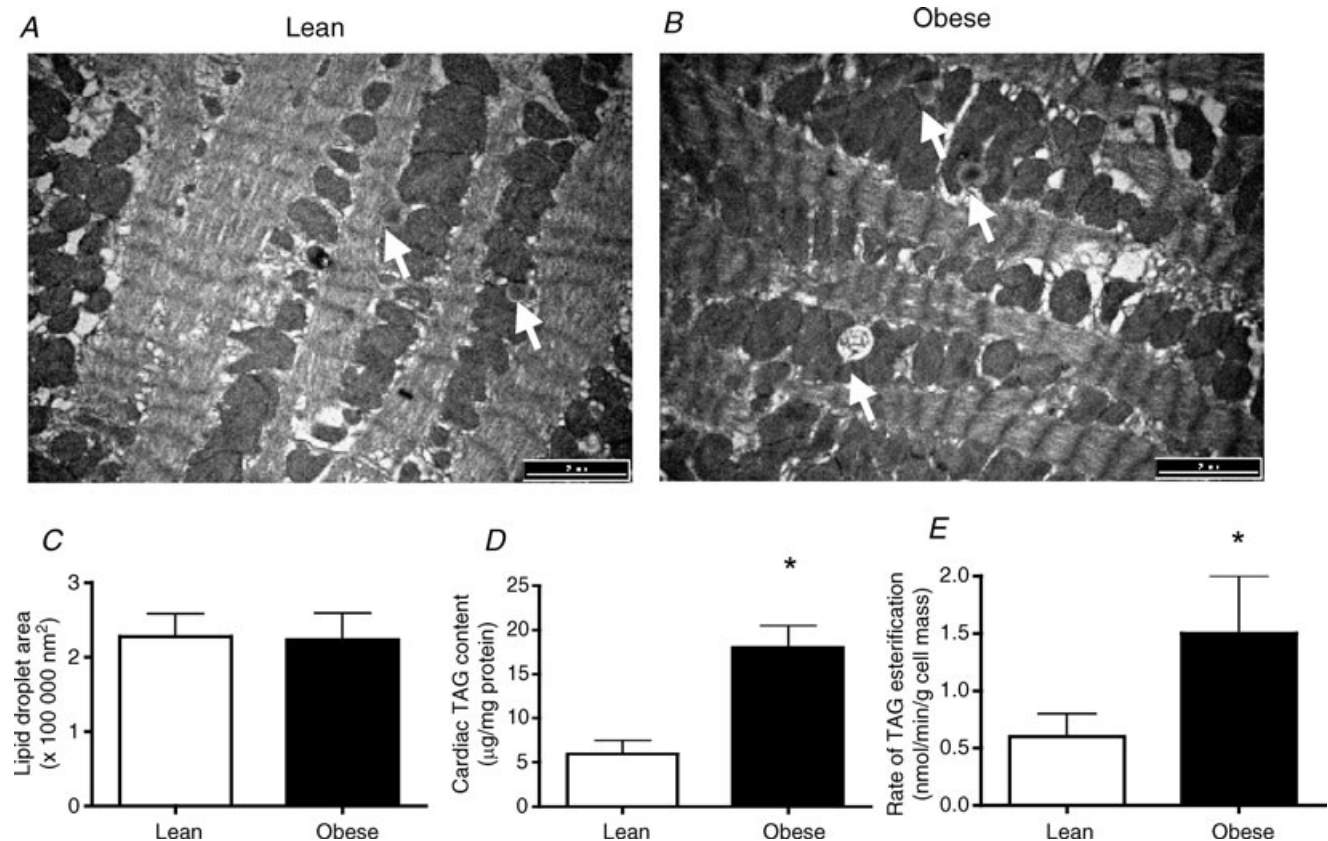 A Lean
B Obese
C
Lipid droplet area
(x 100 000 nm²)
3
2
1
0
Lean Obese
D
Cardiac TAG content
(µg/mg protein)
25
20
15
10
5
0
*
Lean Obese
E
Rate of TAG esterification
(nmol/min/g cell mass)
2.0
1.5
1.0
0.5
0.0
*
Lean Obese